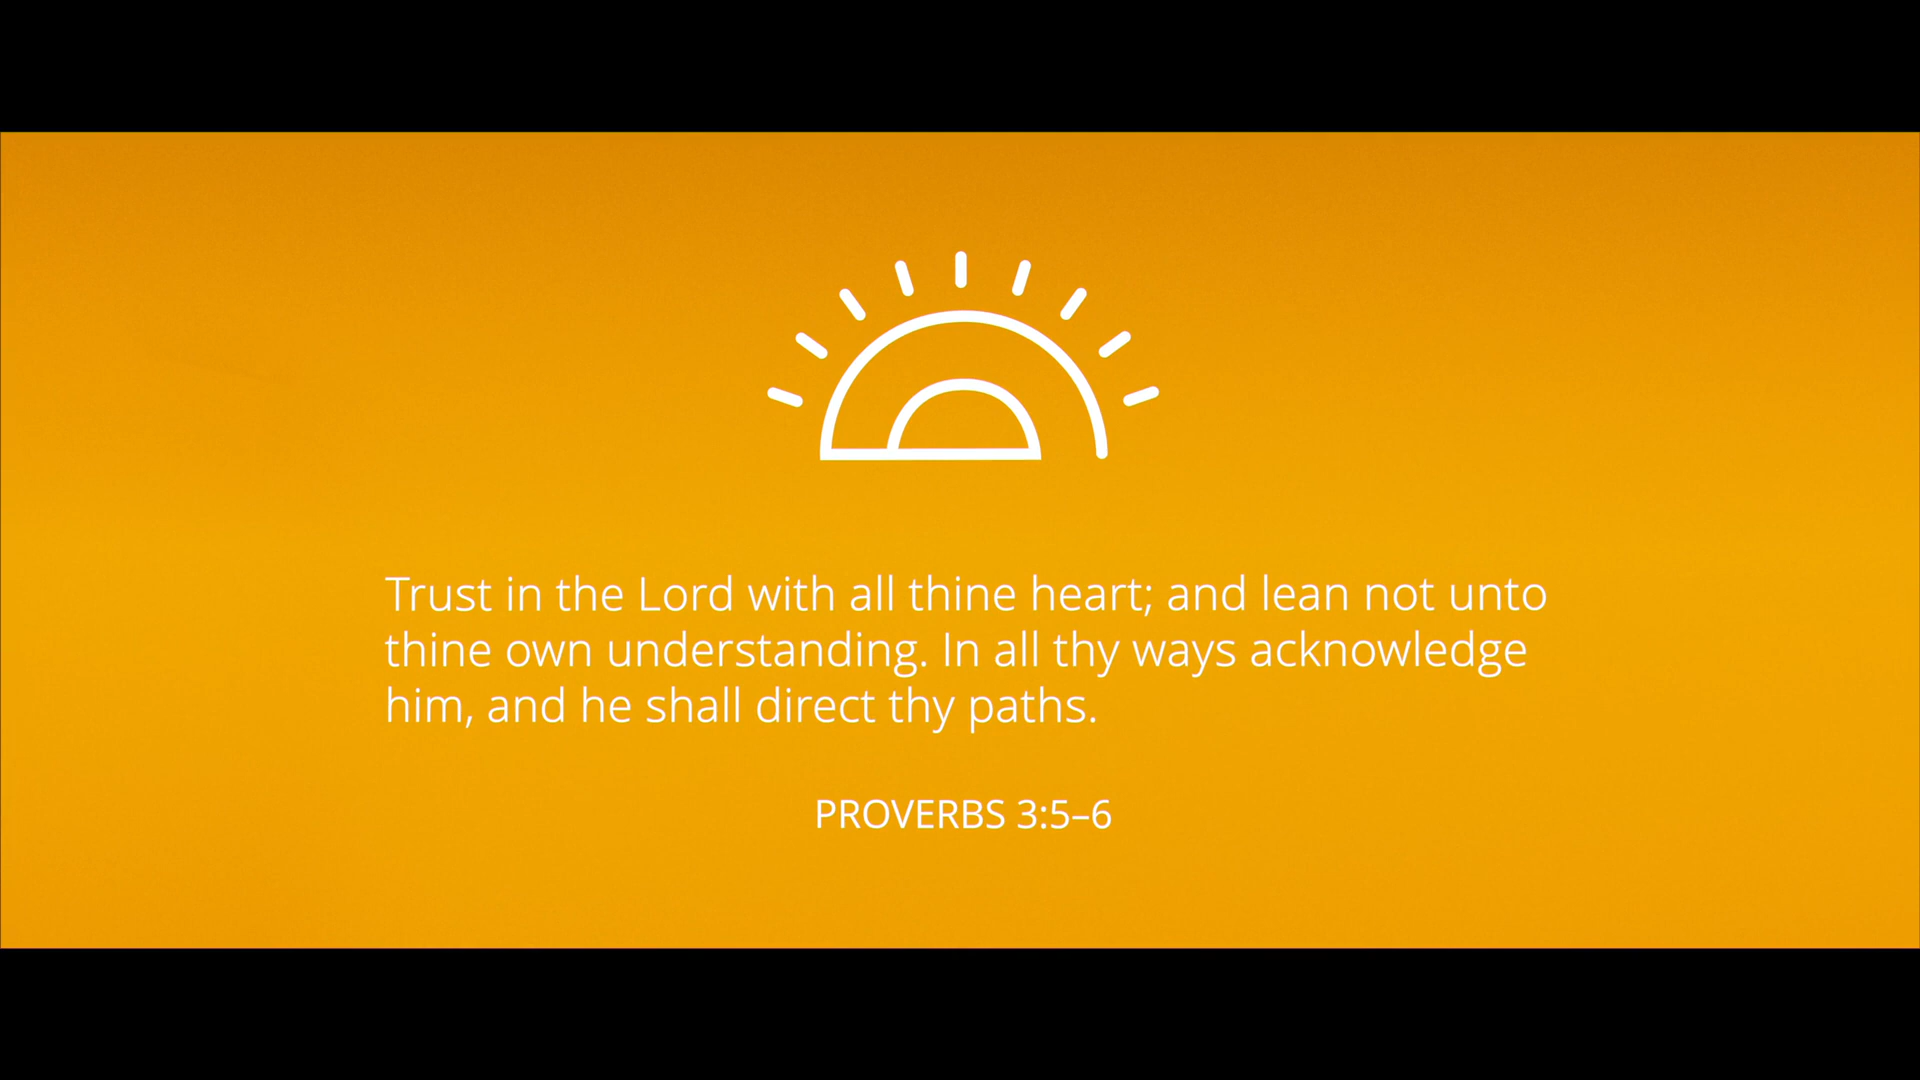 Trust in the Lord with all thine heart; and lean not unto
thine own understanding. In all thy ways acknowledge
him, and he shall direct thy paths.
PROVERBS 3:5–6